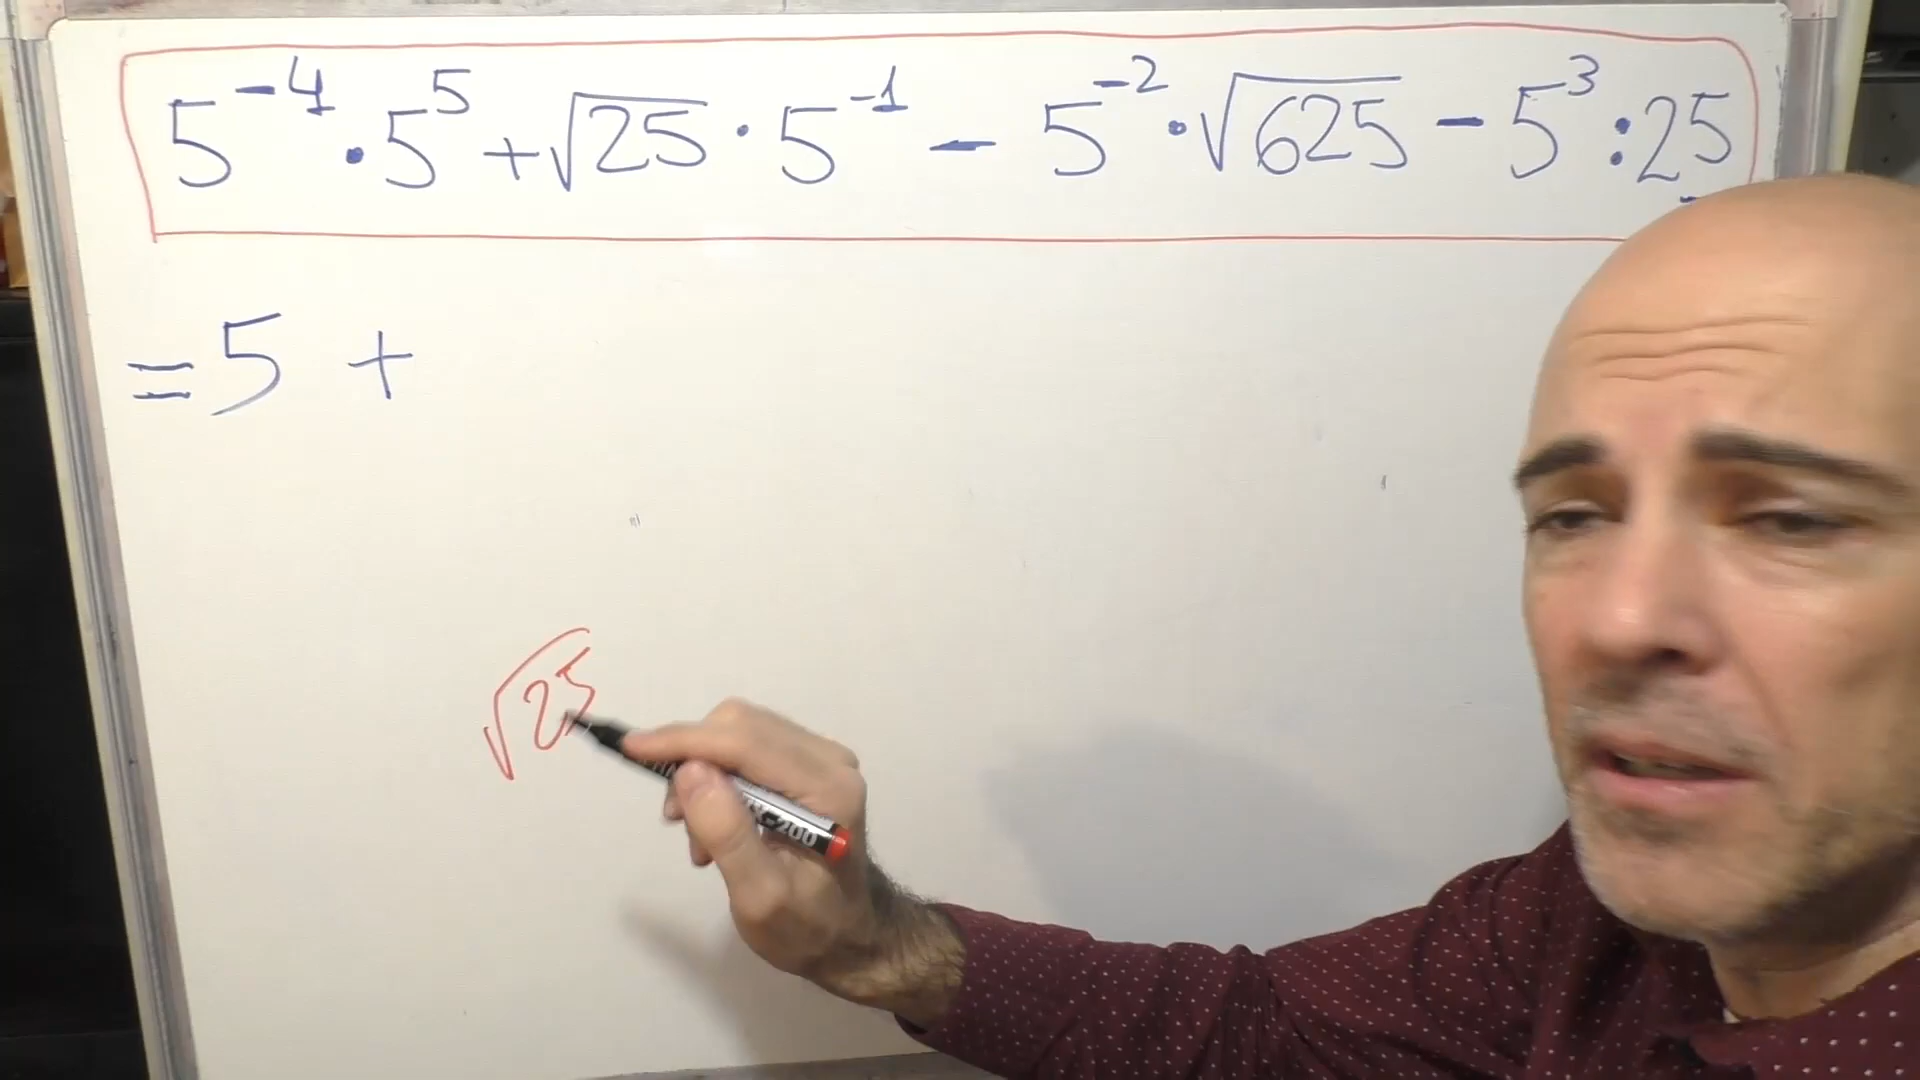 5⁻⁴ · 5⁵ + √25 · 5⁻¹ − 5⁻² · √625 − 5³ : 25
= 5 +
√25